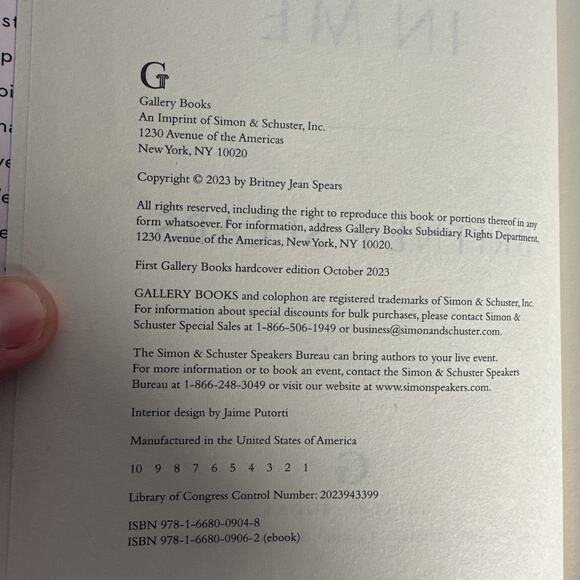 G
Gallery Books
An Imprint of Simon & Schuster, Inc.
1230 Avenue of the Americas
New York, NY 10020
Copyright © 2023 by Britney Jean Spears
All rights reserved, including the right to reproduce this book or portions thereof in any
form whatsoever. For information, address Gallery Books Subsidiary Rights Department,
1230 Avenue of the Americas, New York, NY 10020.
First Gallery Books hardcover edition October 2023
GALLERY BOOKS and colophon are registered trademarks of Simon & Schuster, Inc.
For information about special discounts for bulk purchases, please contact Simon &
Schuster Special Sales at 1-866-506-1949 or business@simonandschuster.com.
The Simon & Schuster Speakers Bureau can bring authors to your live event.
For more information or to book an event, contact the Simon & Schuster Speakers
Bureau at 1-866-248-3049 or visit our website at www.simonspeakers.com.
Interior design by Jaime Putorti
Manufactured in the United States of America
10 9 8 7 6 5 4 3 2 1
Library of Congress Control Number: 2023943399
ISBN 978-1-6680-0904-8
ISBN 978-1-6680-0906-2 (ebook)
IN ME